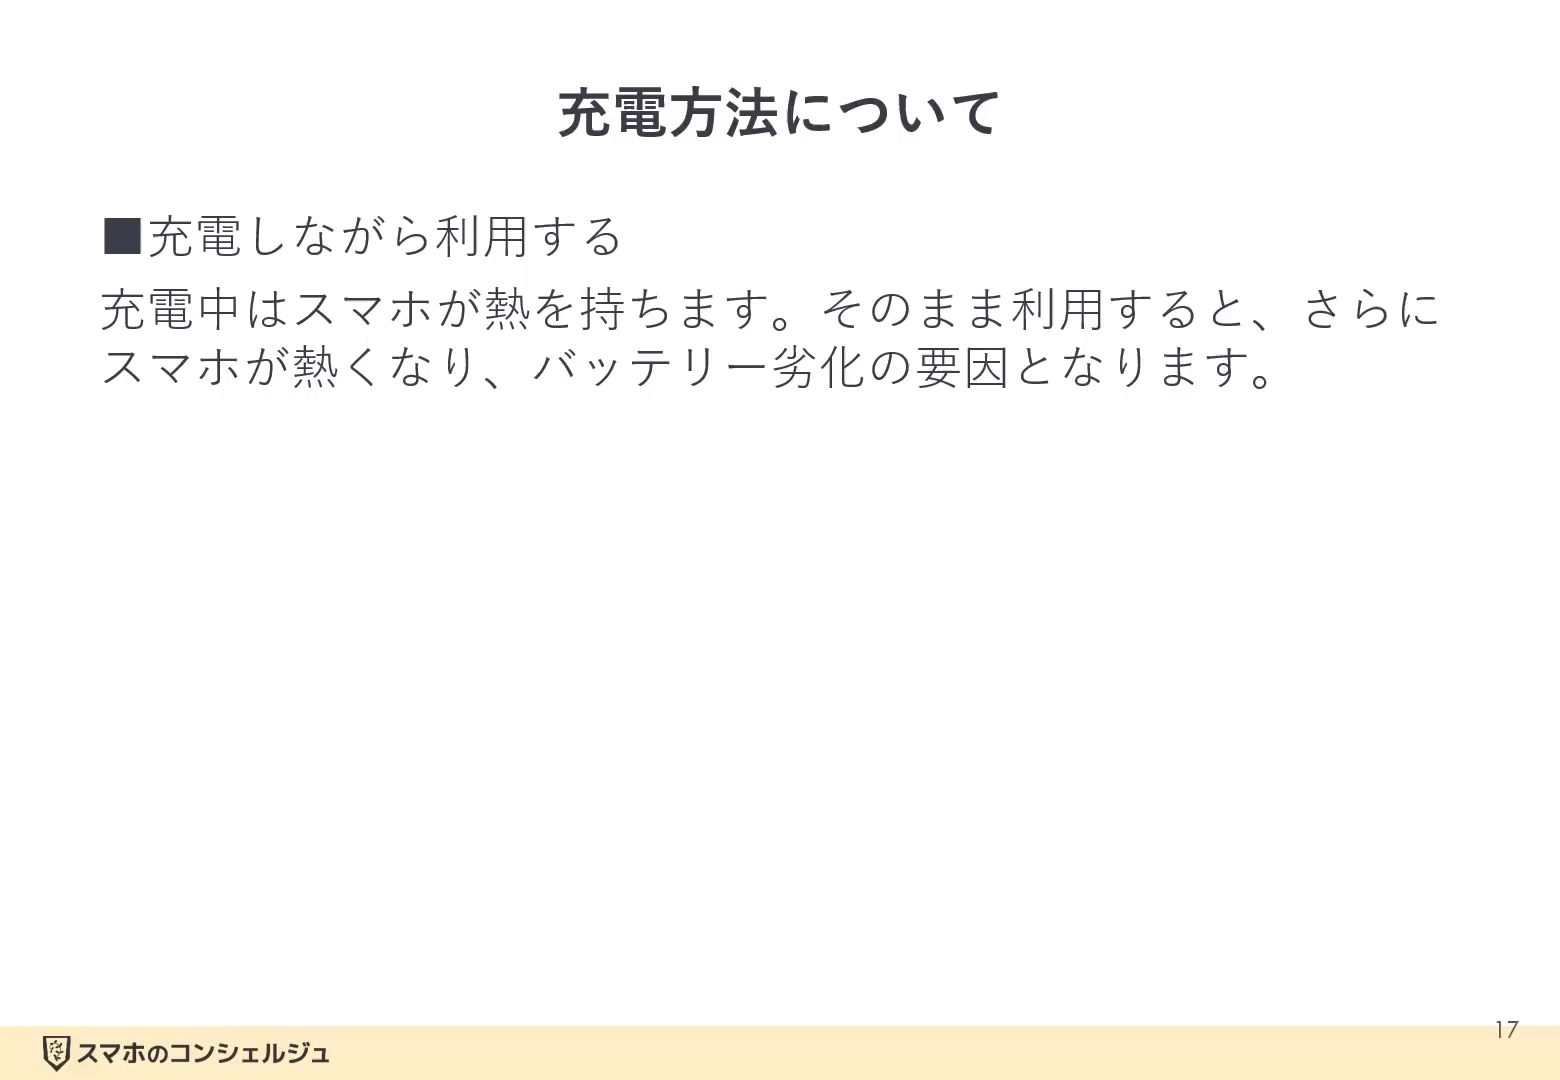 充電方法について
■充電しながら利用する
充電中はスマホが熱を持ちます。そのまま利用すると、さらに
スマホが熱くなり、バッテリー劣化の要因となります。
17
スマホのコンシェルジュ